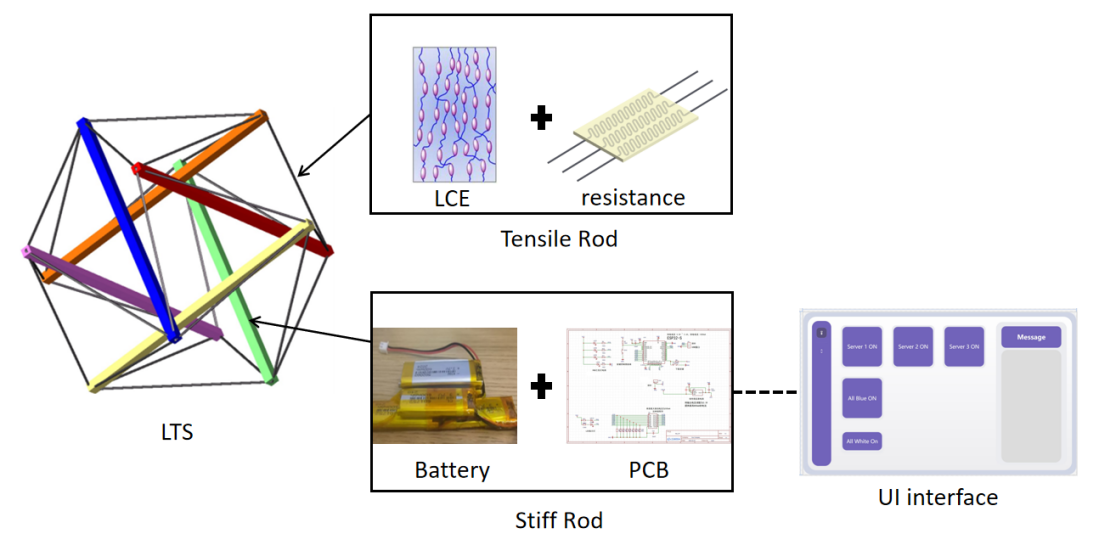 LCE
resistance
Tensile Rod
LTS
Battery
PCB
Stiff Rod
Server 1 ON
Server 2 ON
Server 3 ON
Message
All Blue ON
All White On
UI interface